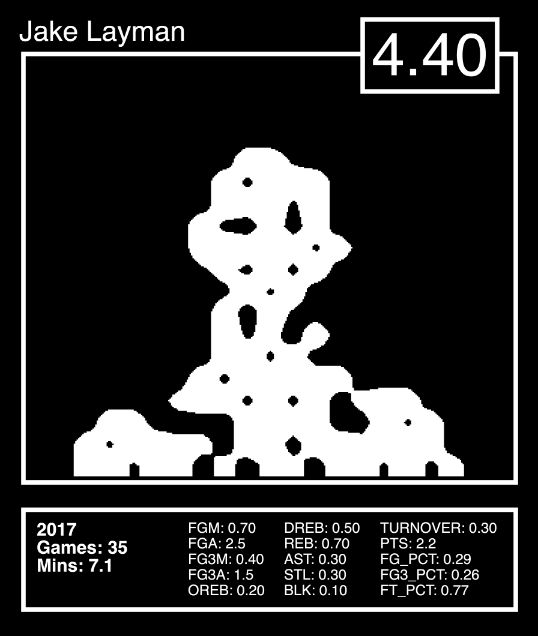 Jake Layman
4.40
2017
Games: 35
Mins: 7.1
FGM: 0.70
FGA: 2.5
FG3M: 0.40
FG3A: 1.5
OREB: 0.20
DREB: 0.50
REB: 0.70
AST: 0.30
STL: 0.30
BLK: 0.10
TURNOVER: 0.30
PTS: 2.2
FG_PCT: 0.29
FG3_PCT: 0.26
FT_PCT: 0.77